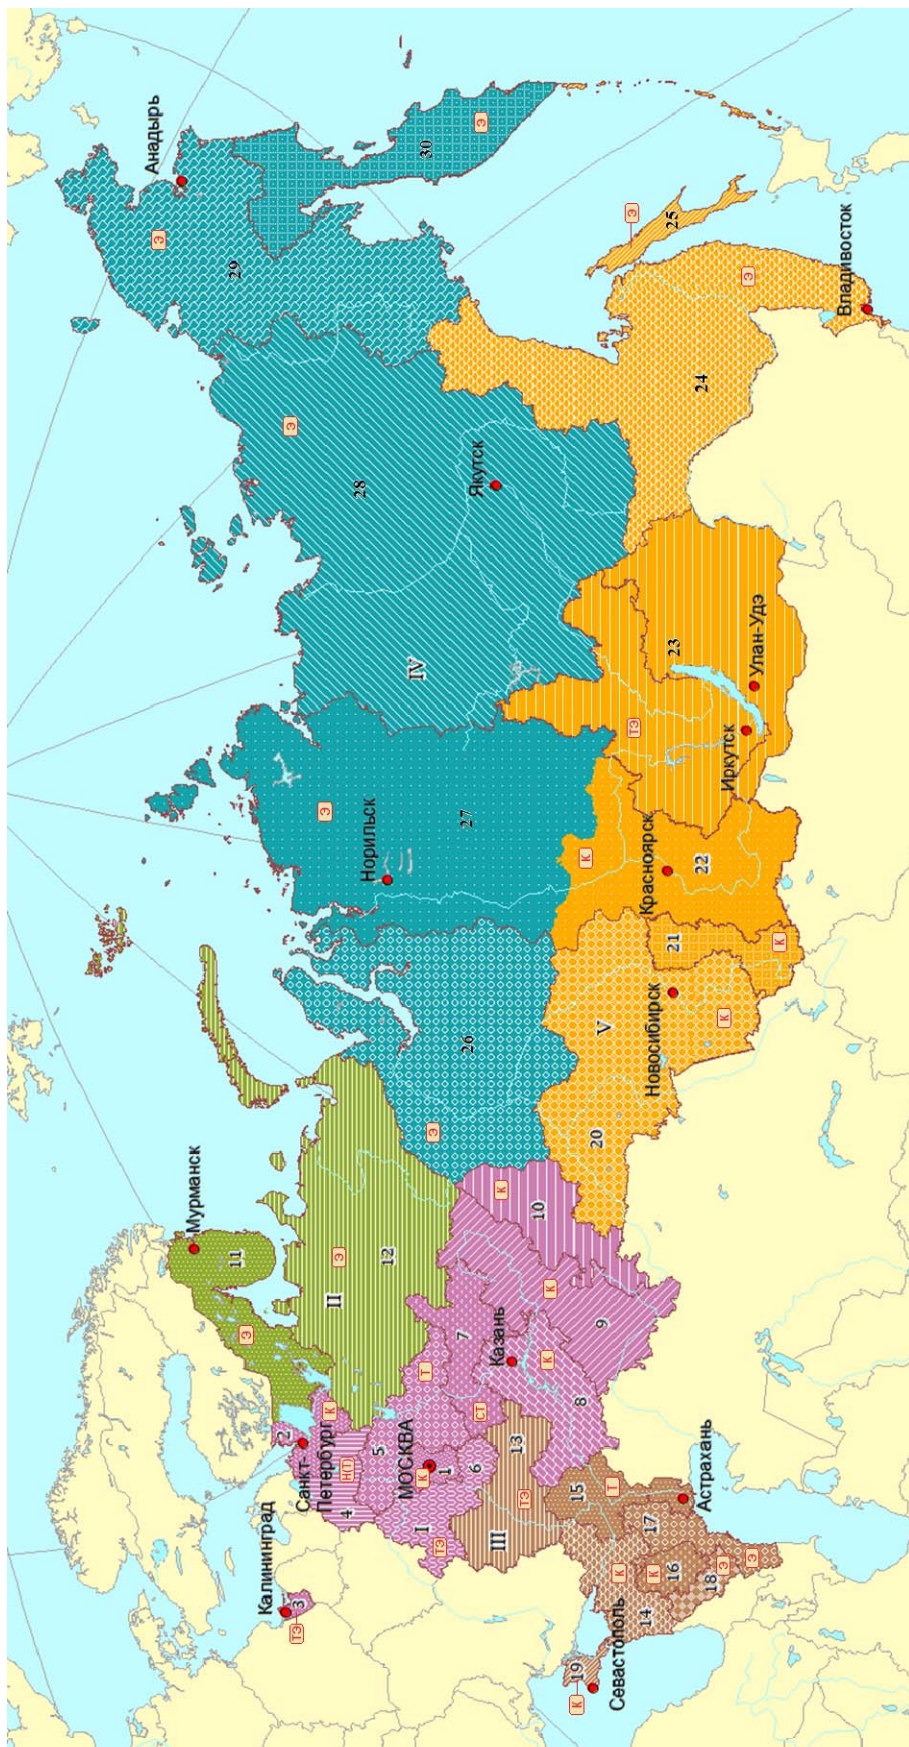 Анадырь
Э
29
30
Э
Э
28
Якутск
Э
25
24
Э
Владивосток
IV
27
Э
Норильск
23
ТЭ
Улан-Удэ
Иркутск
К
Красноярск
22
21
К
26
Э
V
Новосибирск
К
20
Мурманск
11
Э
II
Э
12
К
10
К
9
7
Казань
К
8
Т
СТ
2
К
Санкт-
Петербург
Н(Т)
4
5
МОСКВА
К
1
6
I
ТЭ
Калининград
3
ТЭ
13
ТЭ
III
15
Т
Астрахань
17
К
К
16
Э
Э
18
14
Севастополь
19
К